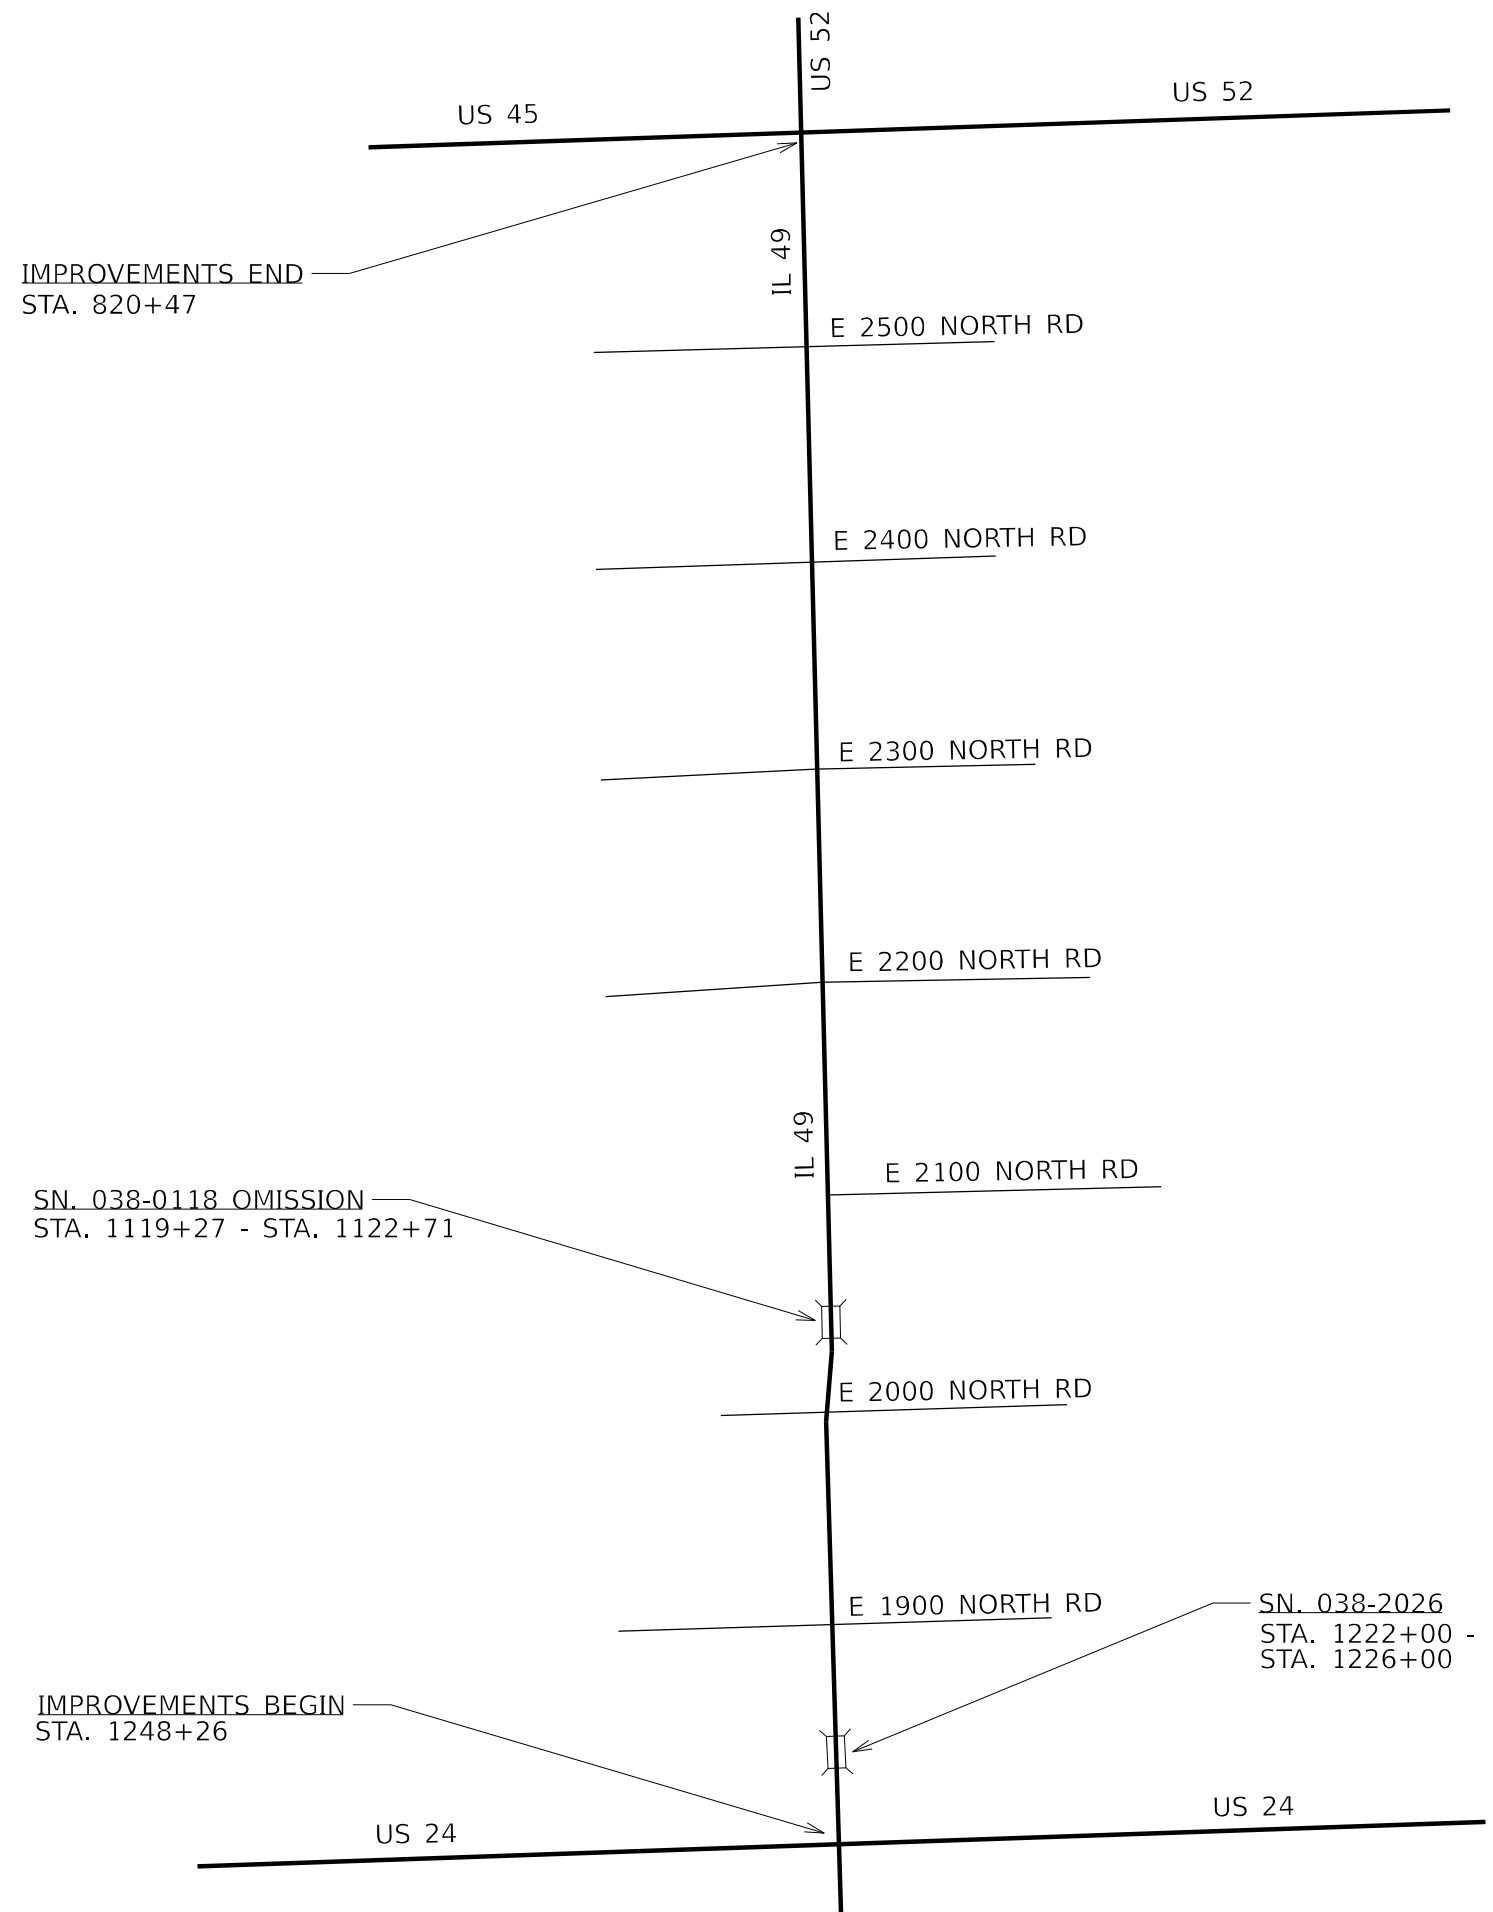 US 52
US 45
US 52
IL 49
IMPROVEMENTS END
STA. 820+47
E 2500 NORTH RD
E 2400 NORTH RD
E 2300 NORTH RD
E 2200 NORTH RD
IL 49
E 2100 NORTH RD
SN. 038-0118 OMISSION
STA. 1119+27 - STA. 1122+71
E 2000 NORTH RD
E 1900 NORTH RD
SN. 038-2026
STA. 1222+00 -
STA. 1226+00
IMPROVEMENTS BEGIN
STA. 1248+26
US 24
US 24